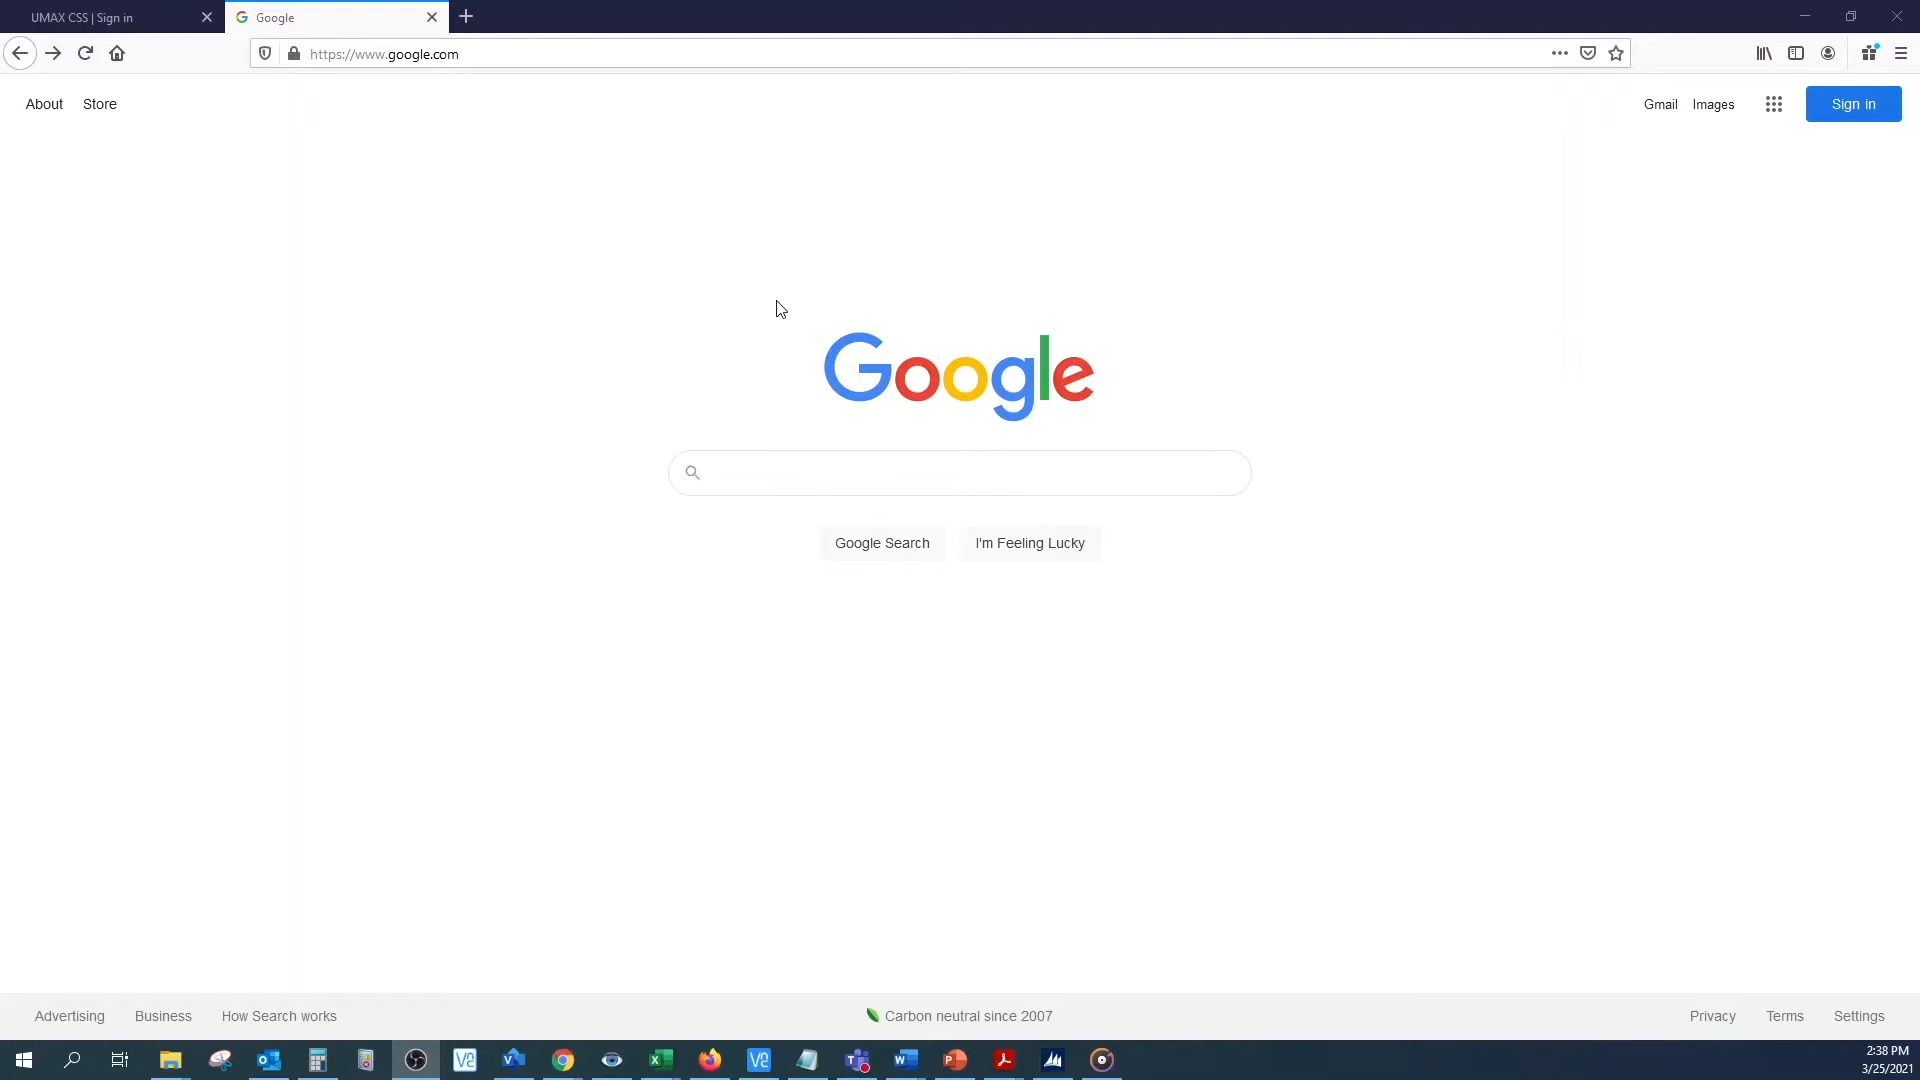 UMAX CSS | Sign in
Google
https://www.google.com
About Store
Gmail Images Sign in
Google
Google Search I'm Feeling Lucky
Advertising Business How Search works
Carbon neutral since 2007
Privacy Terms Settings
2:38 PM
3/25/2021